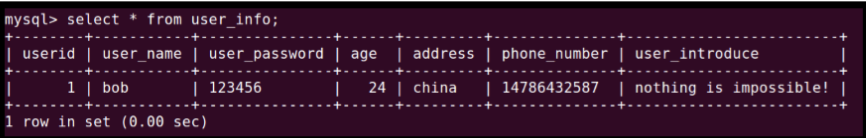 mysql> select * from user_info;
+--------+-----------+---------------+------+---------+--------------+------------------------+
| userid | user_name | user_password | age  | address | phone_number | user_introduce         |
+--------+-----------+---------------+------+---------+--------------+------------------------+
|      1 | bob       | 123456        |   24 | china   | 14786432587  | nothing is impossible! |
+--------+-----------+---------------+------+---------+--------------+------------------------+
1 row in set (0.00 sec)